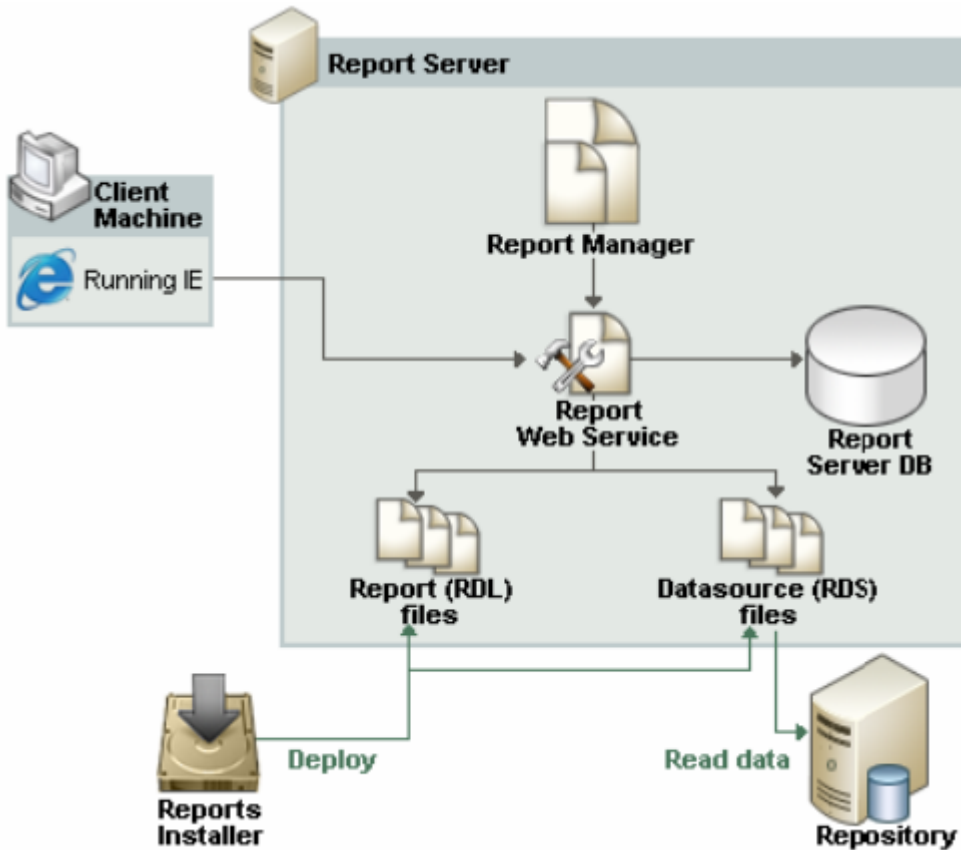 Report Server
Client
Machine
Running IE
Report Manager
Report
Web Service
Report
Server DB
Report (RDL)
files
Datasource (RDS)
files
Deploy
Read data
Reports
Installer
Repository